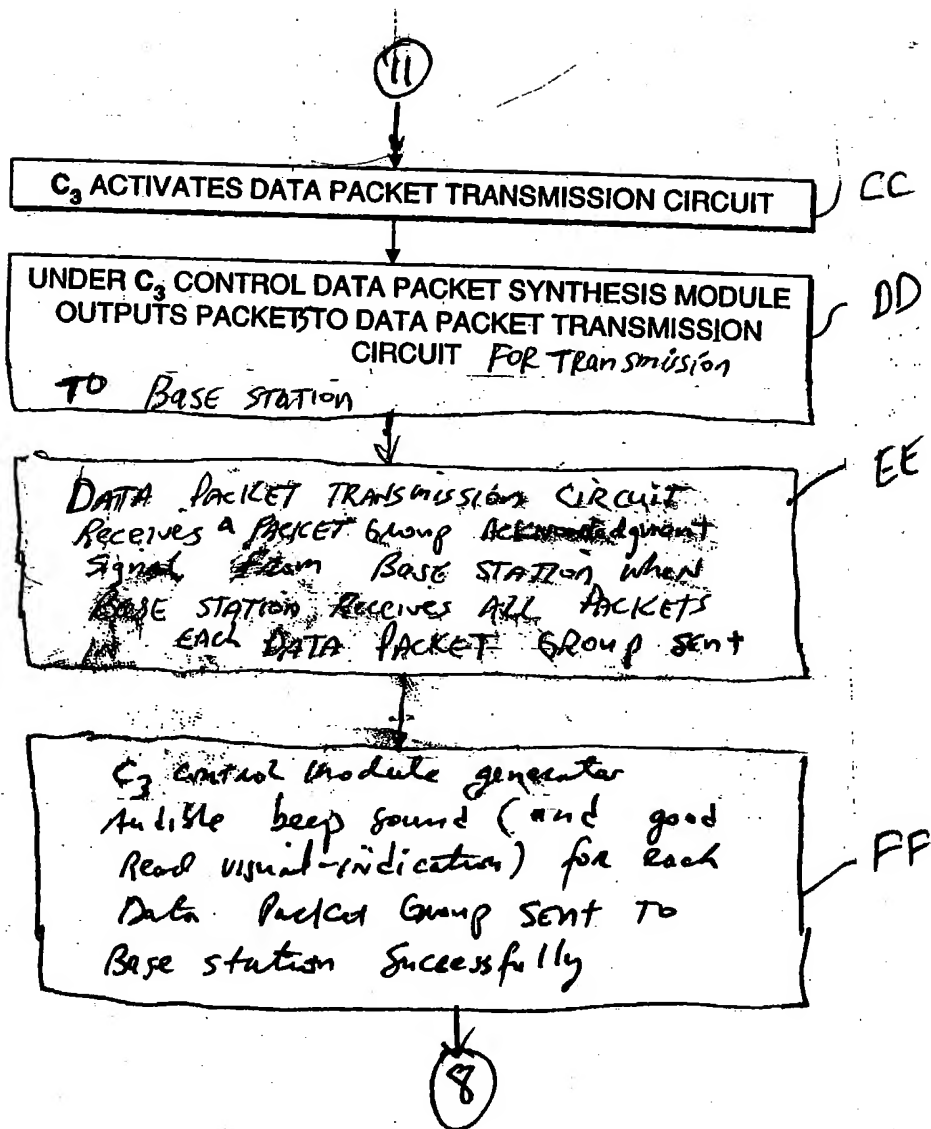 11
C₃ ACTIVATES DATA PACKET TRANSMISSION CIRCUIT
CC
UNDER C₃ CONTROL DATA PACKET SYNTHESIS MODULE
OUTPUTS PACKETS TO DATA PACKET TRANSMISSION
CIRCUIT FOR Transmission
TO Base STATION
DD
DATA PACKET TRANSMISSION CIRCUIT
Receives a PACKET Group Acknowledgment
Signal From Base STATION when
BASE STATION Receives ALL PACKETS
EACH DATA PACKET GROUP sent
EE
C₃ control module generates
Audible beep sound (and good
Read visual-indication) for each
Data Packet Group SENT TO
Base station Successfully
FF
8